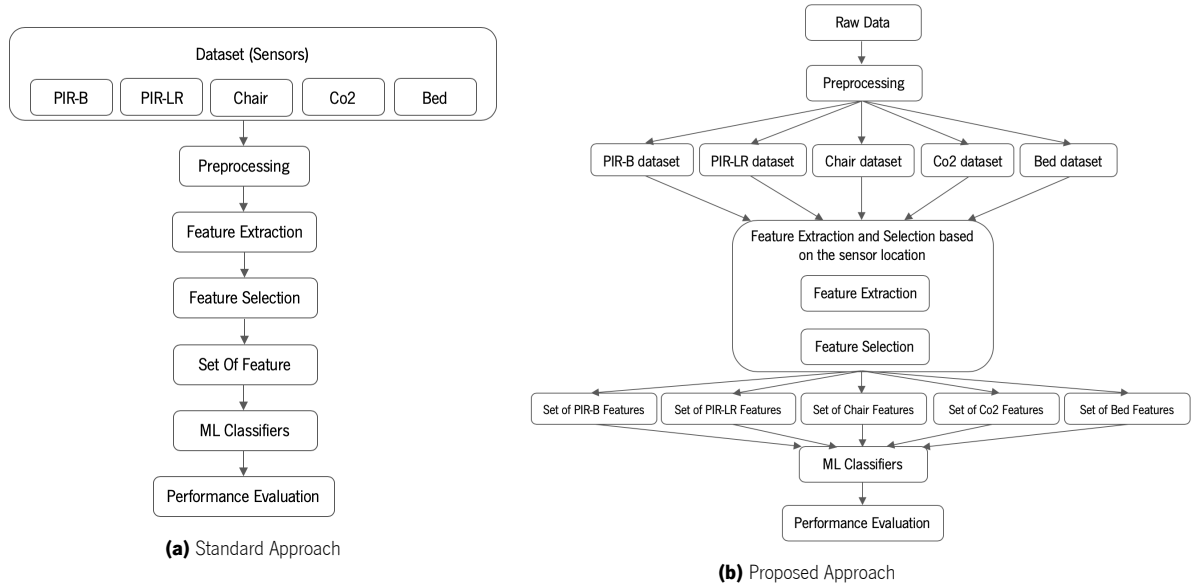 Dataset (Sensors)
PIR-B
PIR-LR
Chair
Co2
Bed
Preprocessing
Feature Extraction
Feature Selection
Set Of Feature
ML Classifiers
Performance Evaluation
(a) Standard Approach
Raw Data
Preprocessing
PIR-B dataset
PIR-LR dataset
Chair dataset
Co2 dataset
Bed dataset
Feature Extraction and Selection based
on the sensor location
Feature Extraction
Feature Selection
Set of PIR-B Features
Set of PIR-LR Features
Set of Chair Features
Set of Co2 Features
Set of Bed Features
ML Classifiers
Performance Evaluation
(b) Proposed Approach